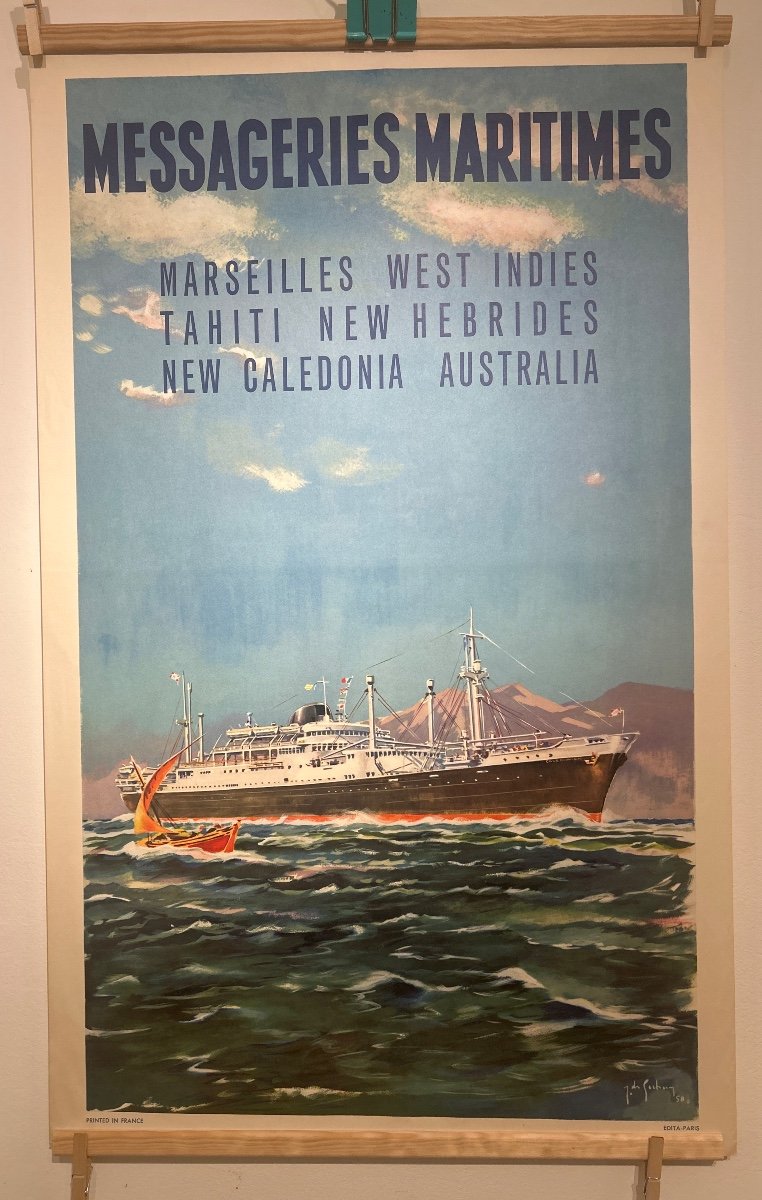 MESSAGERIES MARITIMES
MARSEILLES WEST INDIES
TAHITI NEW HEBRIDES
NEW CALEDONIA AUSTRALIA
PRINTED IN FRANCE
EDITA-PARIS